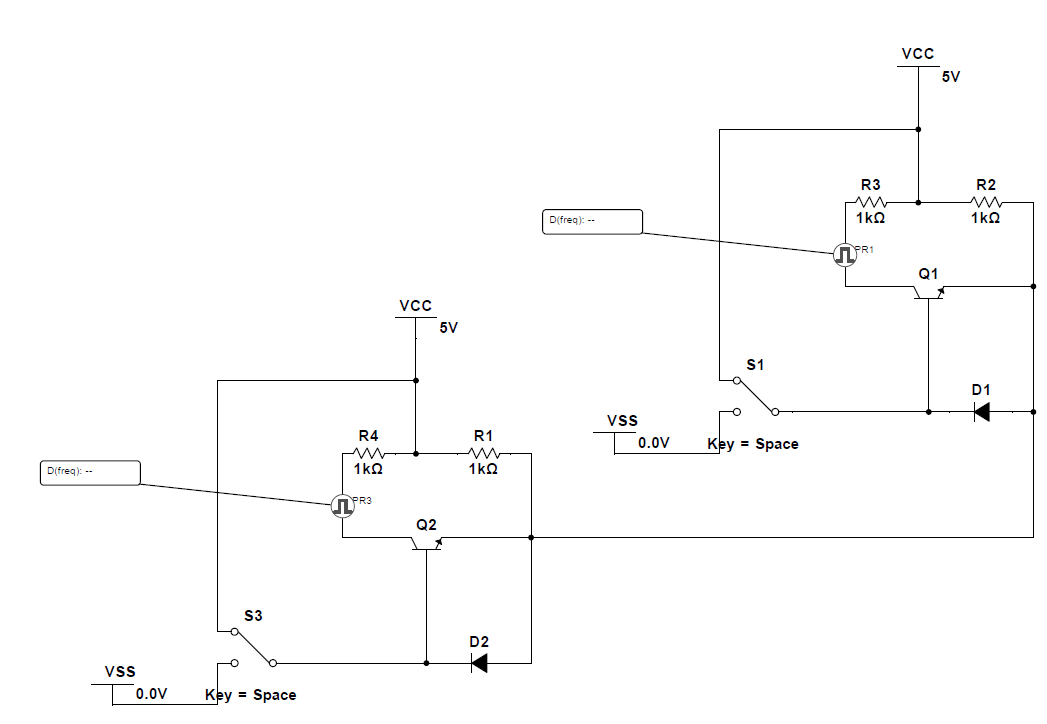 VCC
5V
R3
R2
1kΩ
1kΩ
D(freq): --
PR1
Q1
VCC
5V
S1
D1
VSS
0.0V
Key = Space
R4
R1
1kΩ
1kΩ
D(freq): --
PR3
Q2
S3
D2
VSS
0.0V
Key = Space